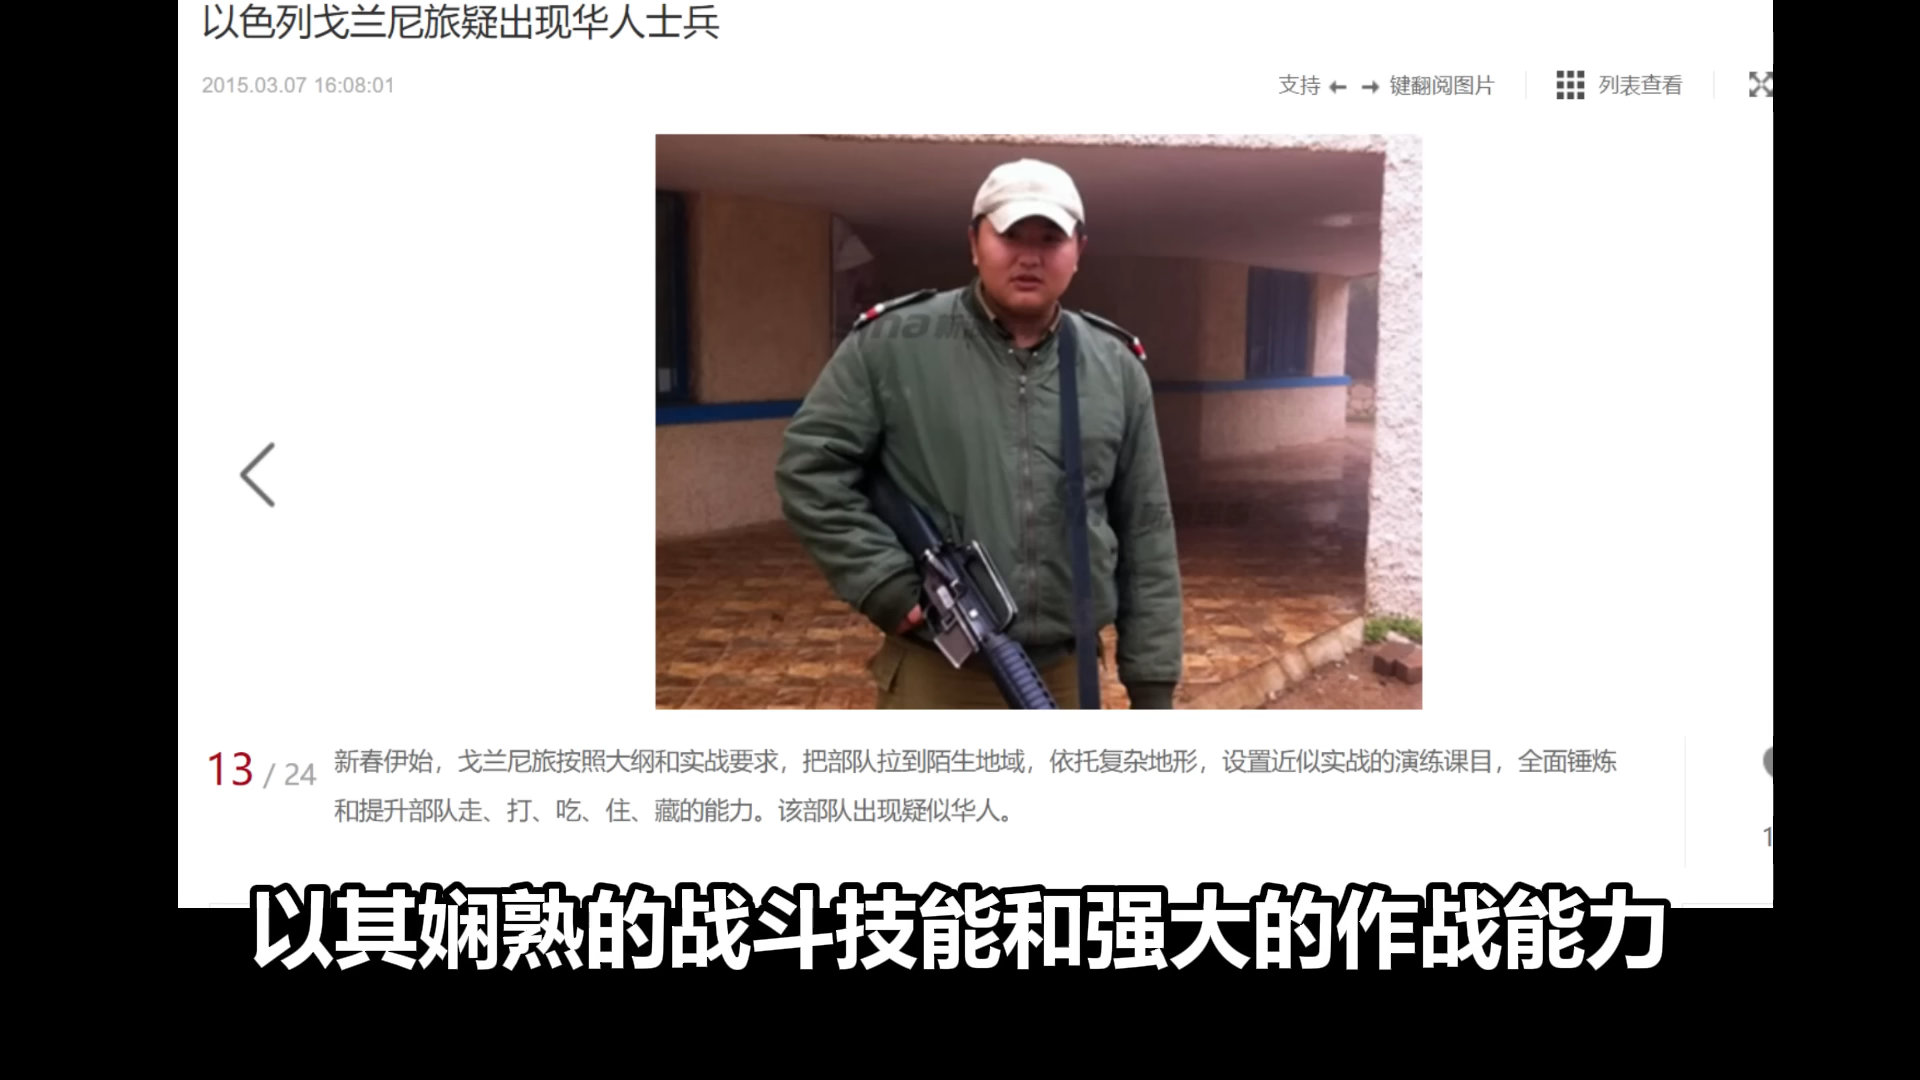 以色列戈兰尼旅疑出现华人士兵
2015.03.07 16:08:01
支持 ← → 键翻阅图片
列表查看
13 / 24
新春伊始，戈兰尼旅按照大纲和实战要求，把部队拉到陌生地域，依托复杂地形，设置近似实战的演练课目，全面锤炼
和提升部队走、打、吃、住、藏的能力。该部队出现疑似华人。
以其娴熟的战斗技能和强大的作战能力